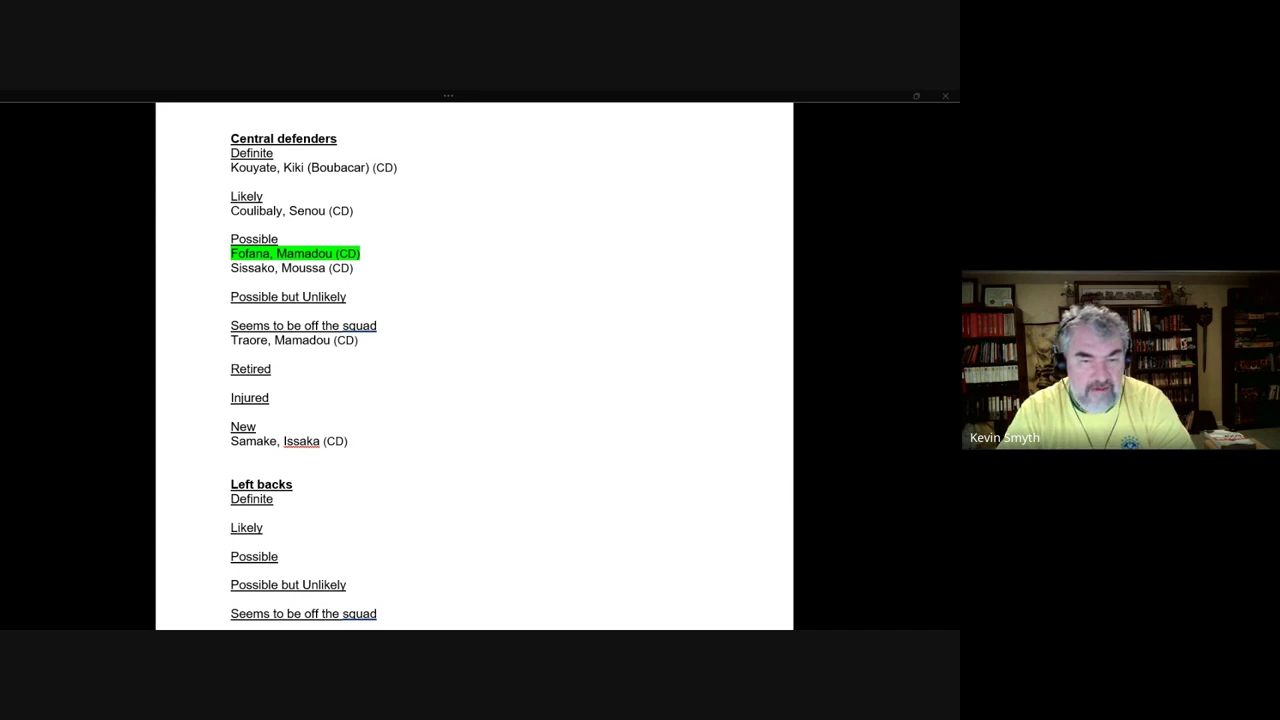 Central defenders
Definite
Kouyate, Kiki (Boubacar) (CD)
Likely
Coulibaly, Senou (CD)
Possible
Fofana, Mamadou (CD)
Sissako, Moussa (CD)
Possible but Unlikely
Seems to be off the squad
Traore, Mamadou (CD)
Retired
Injured
New
Samake, Issaka (CD)
Left backs
Definite
Likely
Possible
Possible but Unlikely
Seems to be off the squad
Kevin Smyth